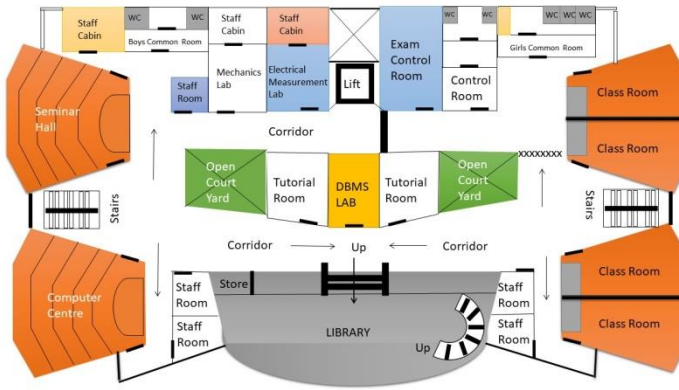 Staff
Cabin
WC
WC
Boys Common Room
Staff
Cabin
Staff
Cabin
Exam
Control
Room
WC
WC
WC
WC
WC
Girls Common Room
Staff
Room
Mechanics
Lab
Electrical
Measurement
Lab
Lift
Control
Room
Seminar
Hall
Class Room
Class Room
Corridor
Open
Court
Yard
Tutorial
Room
DBMS
LAB
Tutorial
Room
Open
Court
Yard
XXXXXXXX
Stairs
Stairs
Corridor
Up
Corridor
Computer
Centre
Staff
Room
Staff
Room
Store
LIBRARY
Up
Staff
Room
Staff
Room
Class Room
Class Room